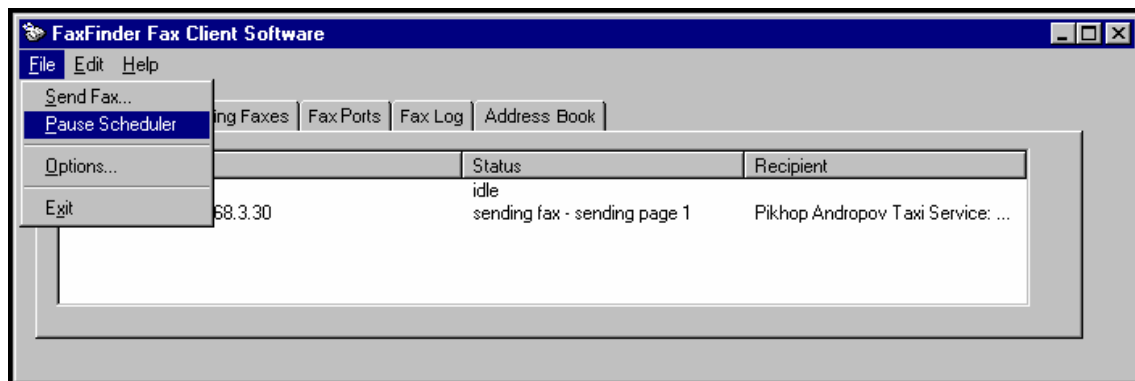 FaxFinder Fax Client Software
File Edit Help
Send Fax...
Pause Scheduler
Options...
Exit
ing Faxes Fax Ports Fax Log Address Book
Status Recipient
idle
68.3.30 sending fax - sending page 1 Pikhop Andropov Taxi Service: ...